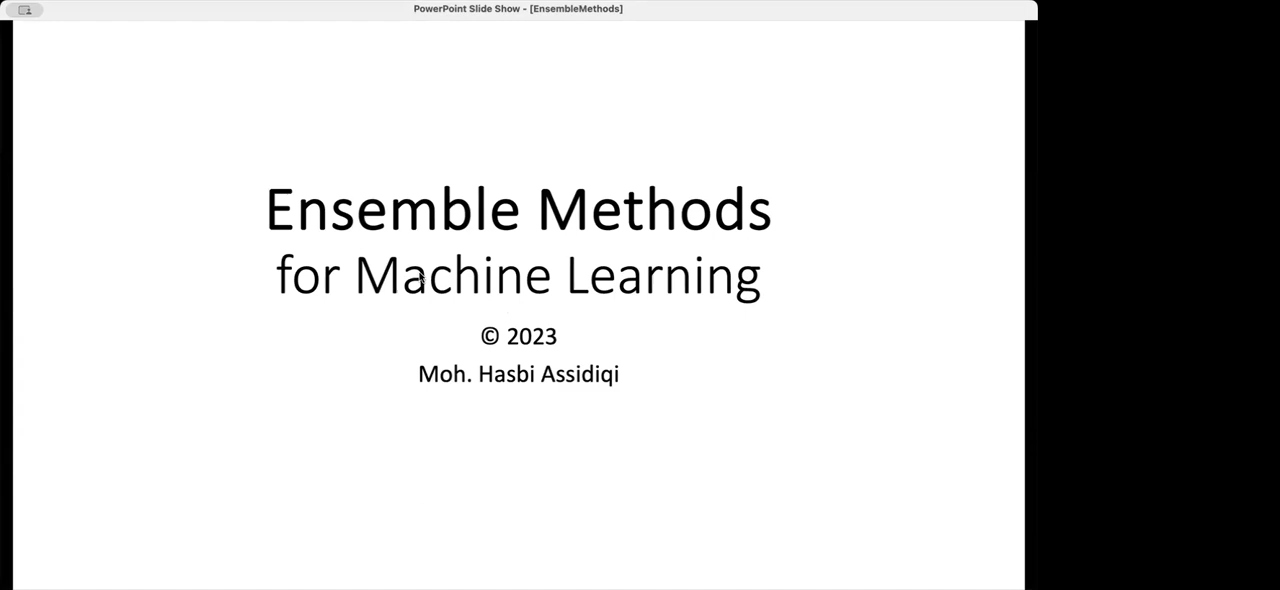 PowerPoint Slide Show - [EnsembleMethods]
Ensemble Methods
for Machine Learning
© 2023
Moh. Hasbi Assidiqi